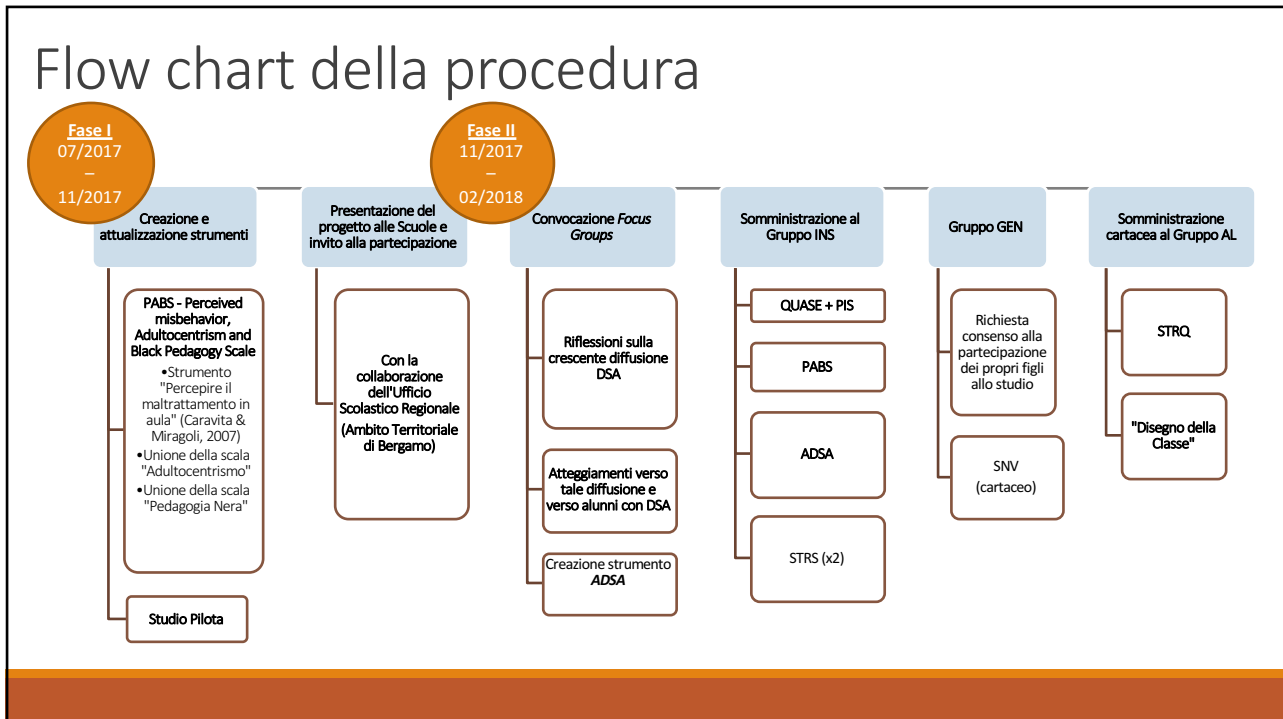 Flow chart della procedura
Fase I
07/2017
–
11/2017
Fase II
11/2017
–
02/2018
Creazione e
attualizzazione strumenti
PABS - Perceived
misbehavior,
Adultocentrism and
Black Pedagogy Scale
•Strumento
"Percepire il
maltrattamento in
aula" (Caravita &
Miragoli, 2007)
•Unione della scala
"Adultocentrismo"
•Unione della scala
"Pedagogia Nera"
Studio Pilota
Presentazione del
progetto alle Scuole e
invito alla partecipazione
Con la
collaborazione
dell'Ufficio
Scolastico Regionale
(Ambito Territoriale
di Bergamo)
Convocazione Focus
Groups
Riflessioni sulla
crescente diffusione
DSA
Atteggiamenti verso
tale diffusione e
verso alunni con DSA
Creazione strumento
ADSA
Somministrazione al
Gruppo INS
QUASE + PIS
PABS
ADSA
STRS (x2)
Gruppo GEN
Richiesta
consenso alla
partecipazione
dei propri figli
allo studio
SNV
(cartaceo)
Somministrazione
cartacea al Gruppo AL
STRQ
"Disegno della
Classe"